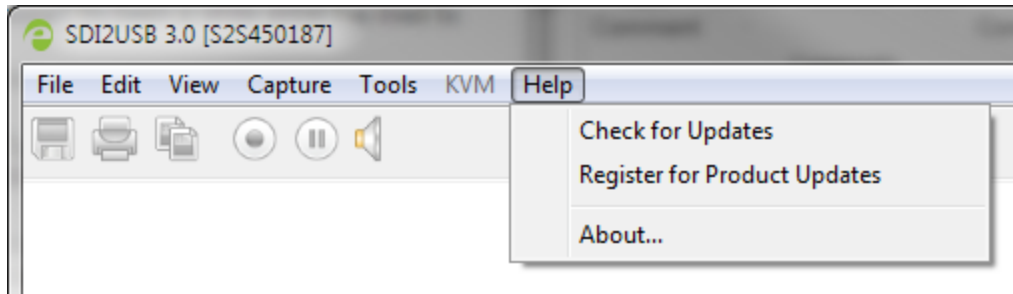 SDI2USB 3.0 [S2S450187]
File Edit View Capture Tools KVM Help
Check for Updates
Register for Product Updates
About...